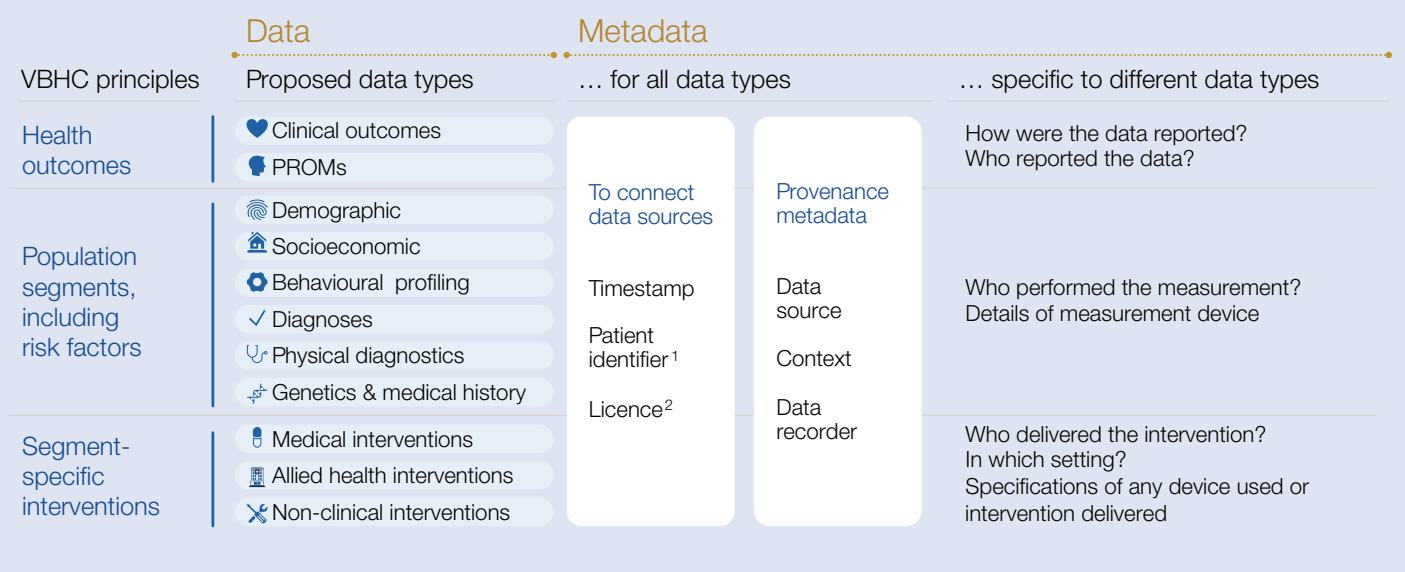 Data
Metadata
VBHC principles
Proposed data types
… for all data types
… specific to different data types
Health
outcomes
Clinical outcomes
PROMs
How were the data reported?
Who reported the data?
Population
segments,
including
risk factors
Demographic
Socioeconomic
Behavioural profiling
Diagnoses
Physical diagnostics
Genetics & medical history
Who performed the measurement?
Details of measurement device
Segment-
specific
interventions
Medical interventions
Allied health interventions
Non-clinical interventions
Who delivered the intervention?
In which setting?
Specifications of any device used or
intervention delivered
To connect
data sources
Timestamp
Patient
identifier¹
Licence²
Provenance
metadata
Data
source
Context
Data
recorder